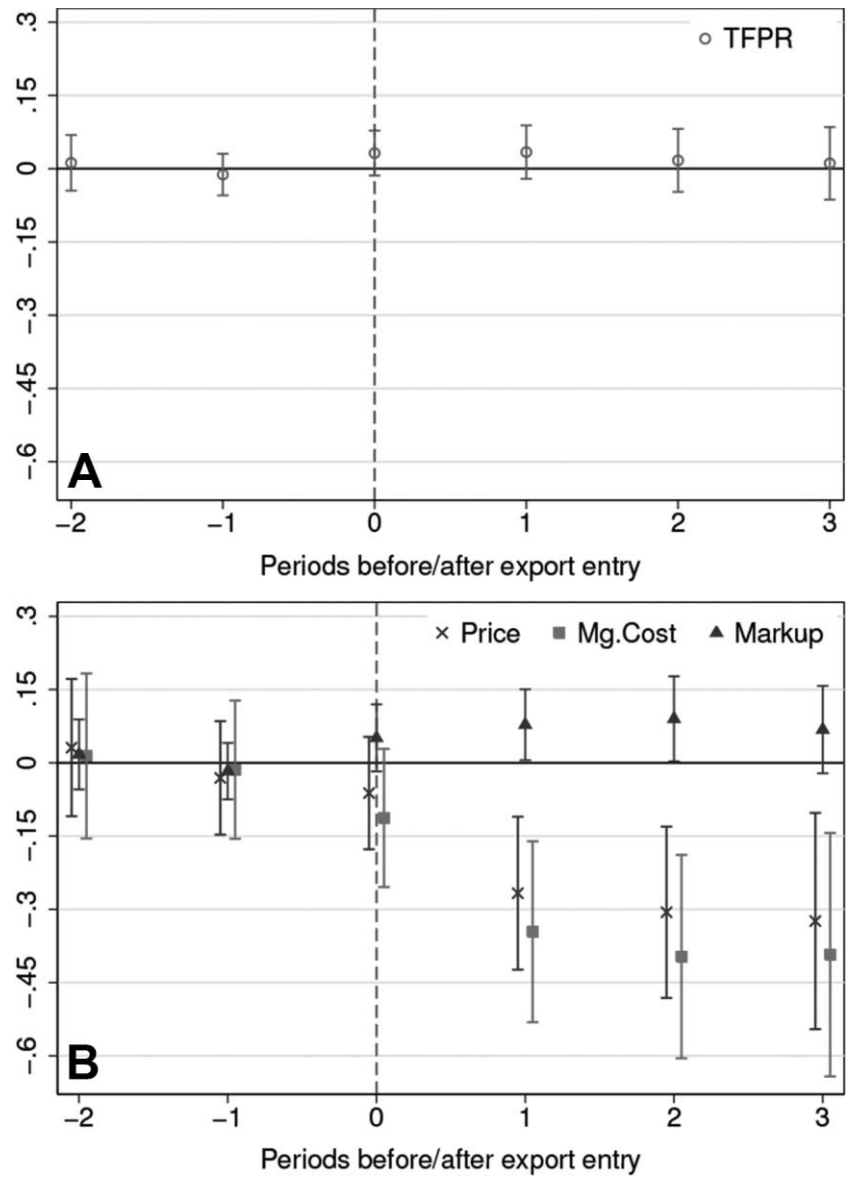 TFPR
.3
.15
0
−.15
−.3
−.45
−.6
A
−2 −1 0 1 2 3
Periods before/after export entry
Price Mg.Cost Markup
.3
.15
0
−.15
−.3
−.45
−.6
B
−2 −1 0 1 2 3
Periods before/after export entry